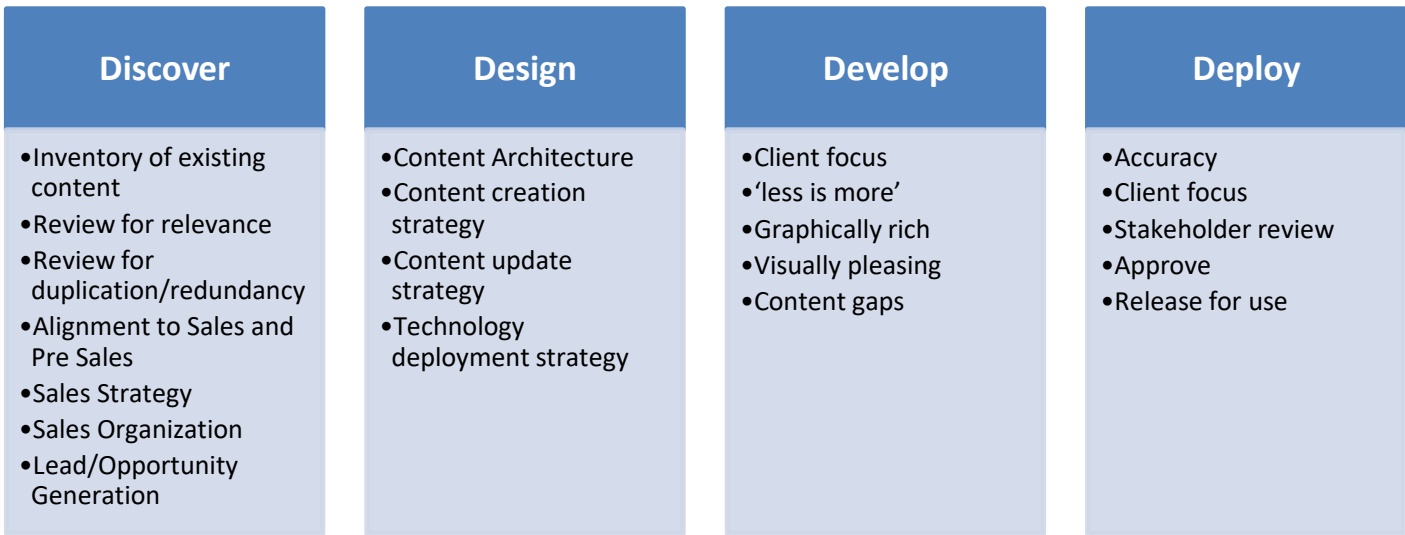 Discover
•Inventory of existing
content
•Review for relevance
•Review for
duplication/redundancy
•Alignment to Sales and
Pre Sales
•Sales Strategy
•Sales Organization
•Lead/Opportunity
Generation
Design
•Content Architecture
•Content creation
strategy
•Content update
strategy
•Technology
deployment strategy
Develop
•Client focus
•‘less is more’
•Graphically rich
•Visually pleasing
•Content gaps
Deploy
•Accuracy
•Client focus
•Stakeholder review
•Approve
•Release for use